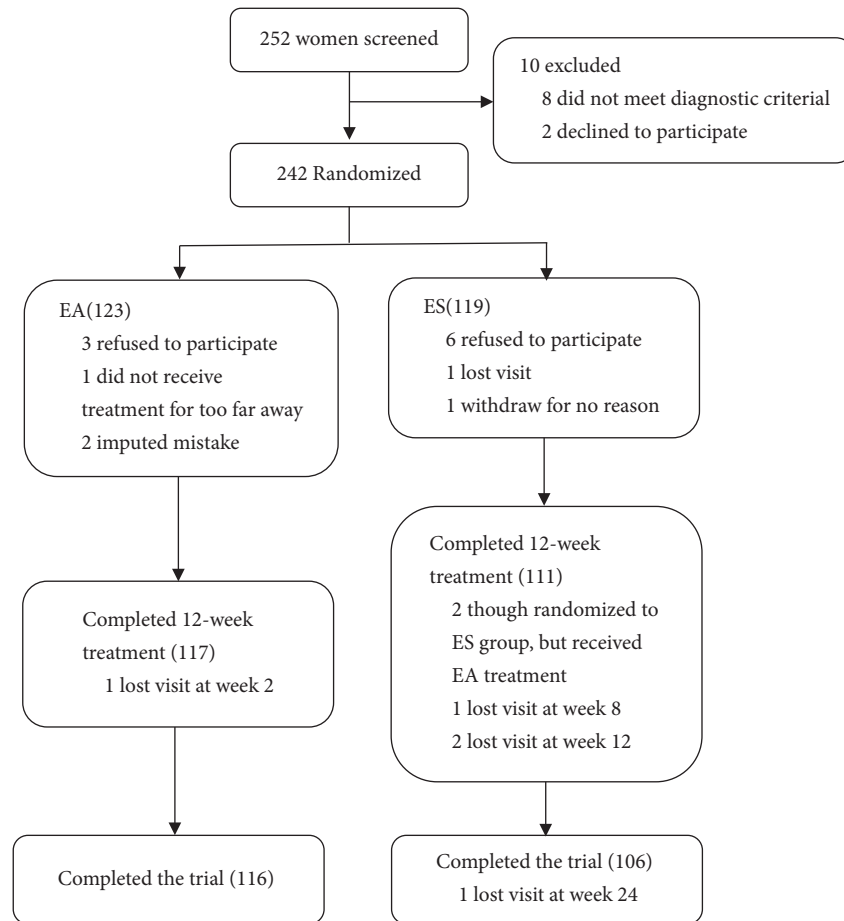 252 women screened
10 excluded
8 did not meet diagnostic criterial
2 declined to participate
242 Randomized
EA(123)
3 refused to participate
1 did not receive
treatment for too far away
2 imputed mistake
ES(119)
6 refused to participate
1 lost visit
1 withdraw for no reason
Completed 12-week
treatment (117)
1 lost visit at week 2
Completed 12-week
treatment (111)
2 though randomized to
ES group, but received
EA treatment
1 lost visit at week 8
2 lost visit at week 12
Completed the trial (116)
Completed the trial (106)
1 lost visit at week 24